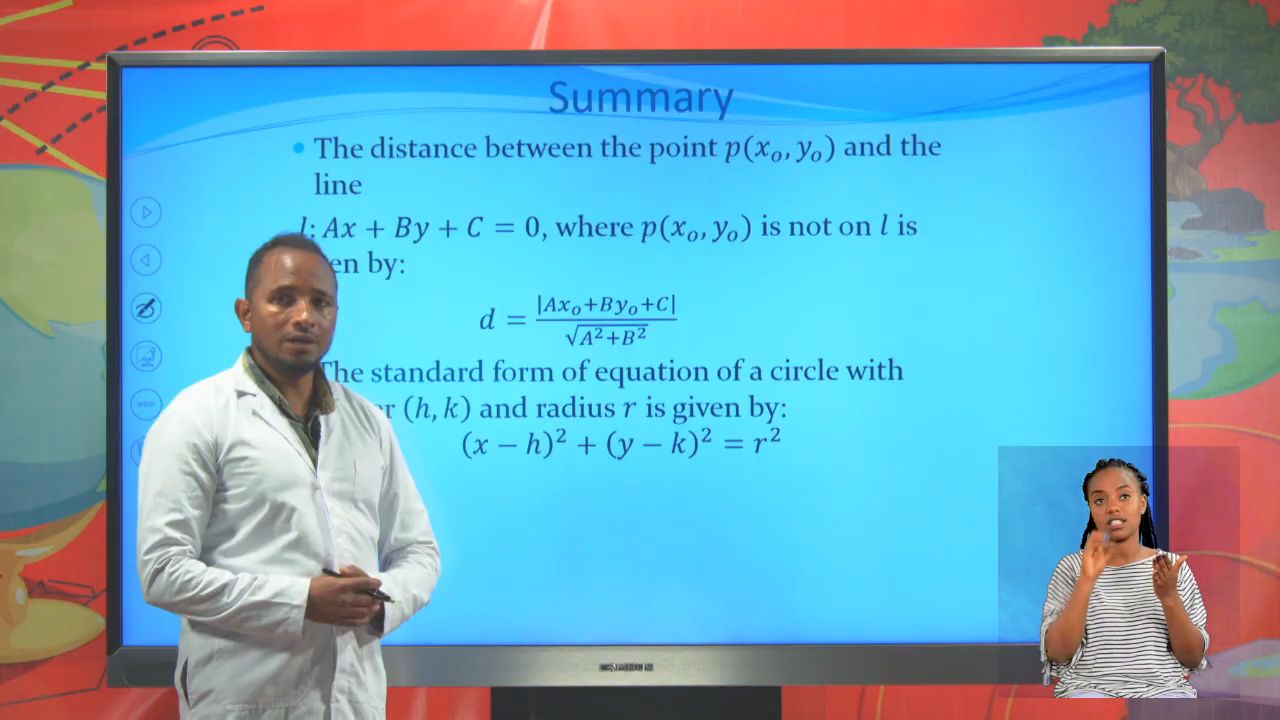 Summary
• The distance between the point p(xₒ, yₒ) and the
line
l: Ax + By + C = 0, where p(xₒ, yₒ) is not on l is
en by:
d = |Axₒ+Byₒ+C| / √A²+B²
The standard form of equation of a circle with
er (h, k) and radius r is given by:
(x − h)² + (y − k)² = r²